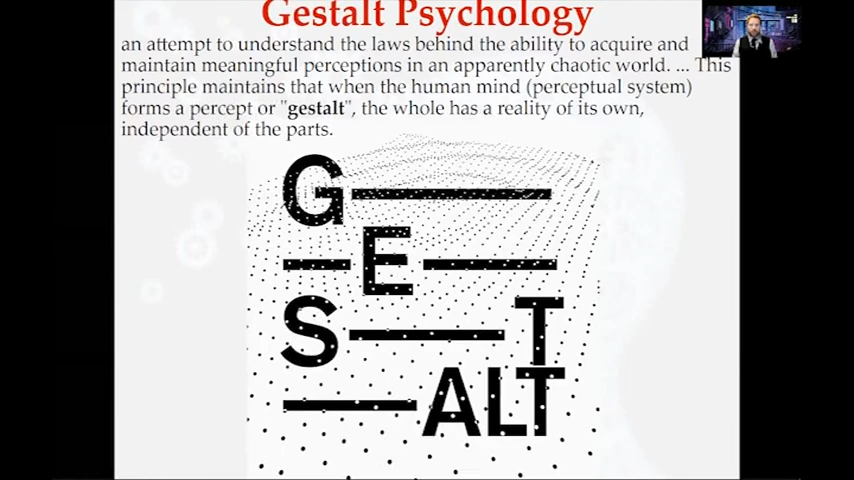 Gestalt Psychology
an attempt to understand the laws behind the ability to acquire and
maintain meaningful perceptions in an apparently chaotic world. ... This
principle maintains that when the human mind (perceptual system)
forms a percept or "gestalt", the whole has a reality of its own,
independent of the parts.
G
E
S T
ALT